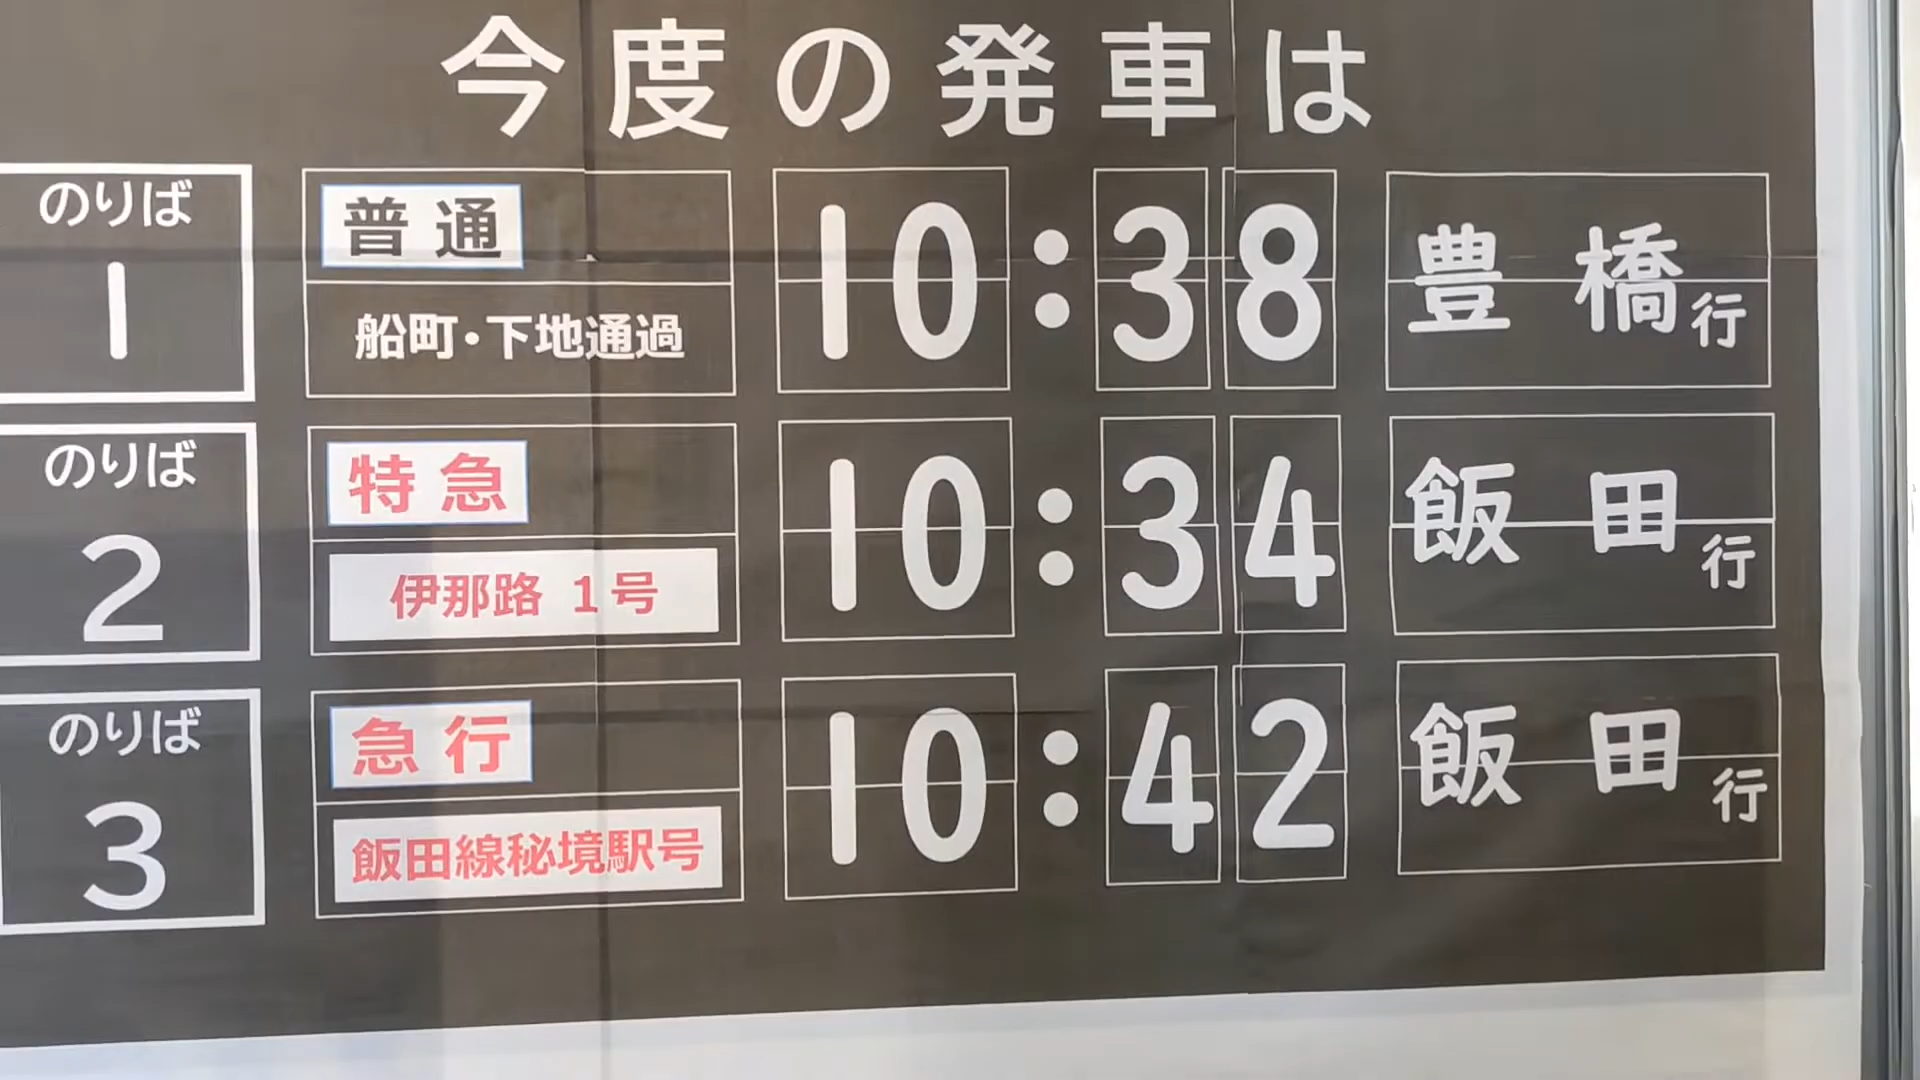 今度の発車は
のりば
1
普通
船町・下地通過
10:38
豊橋行
のりば
2
特急
伊那路 1号
10:34
飯田行
のりば
3
急行
飯田線秘境駅号
10:42
飯田行